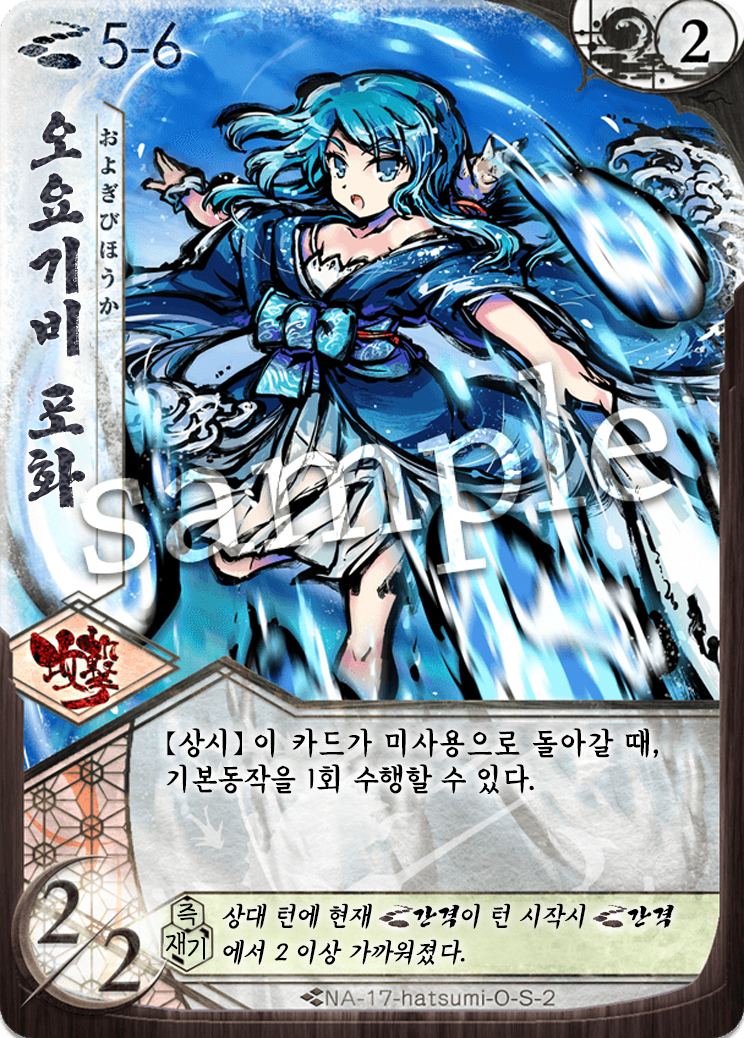 5-6
2
오요기비 포화
およぎびほうか
sample
攻撃
【상시】이 카드가 미사용으로 돌아갈 때,
기본동작을 1회 수행할 수 있다.
2/2
즉
재기
상대 턴에 현재 간격이 턴 시작시 간격
에서 2 이상 가까워졌다.
NA-17-hatsumi-O-S-2